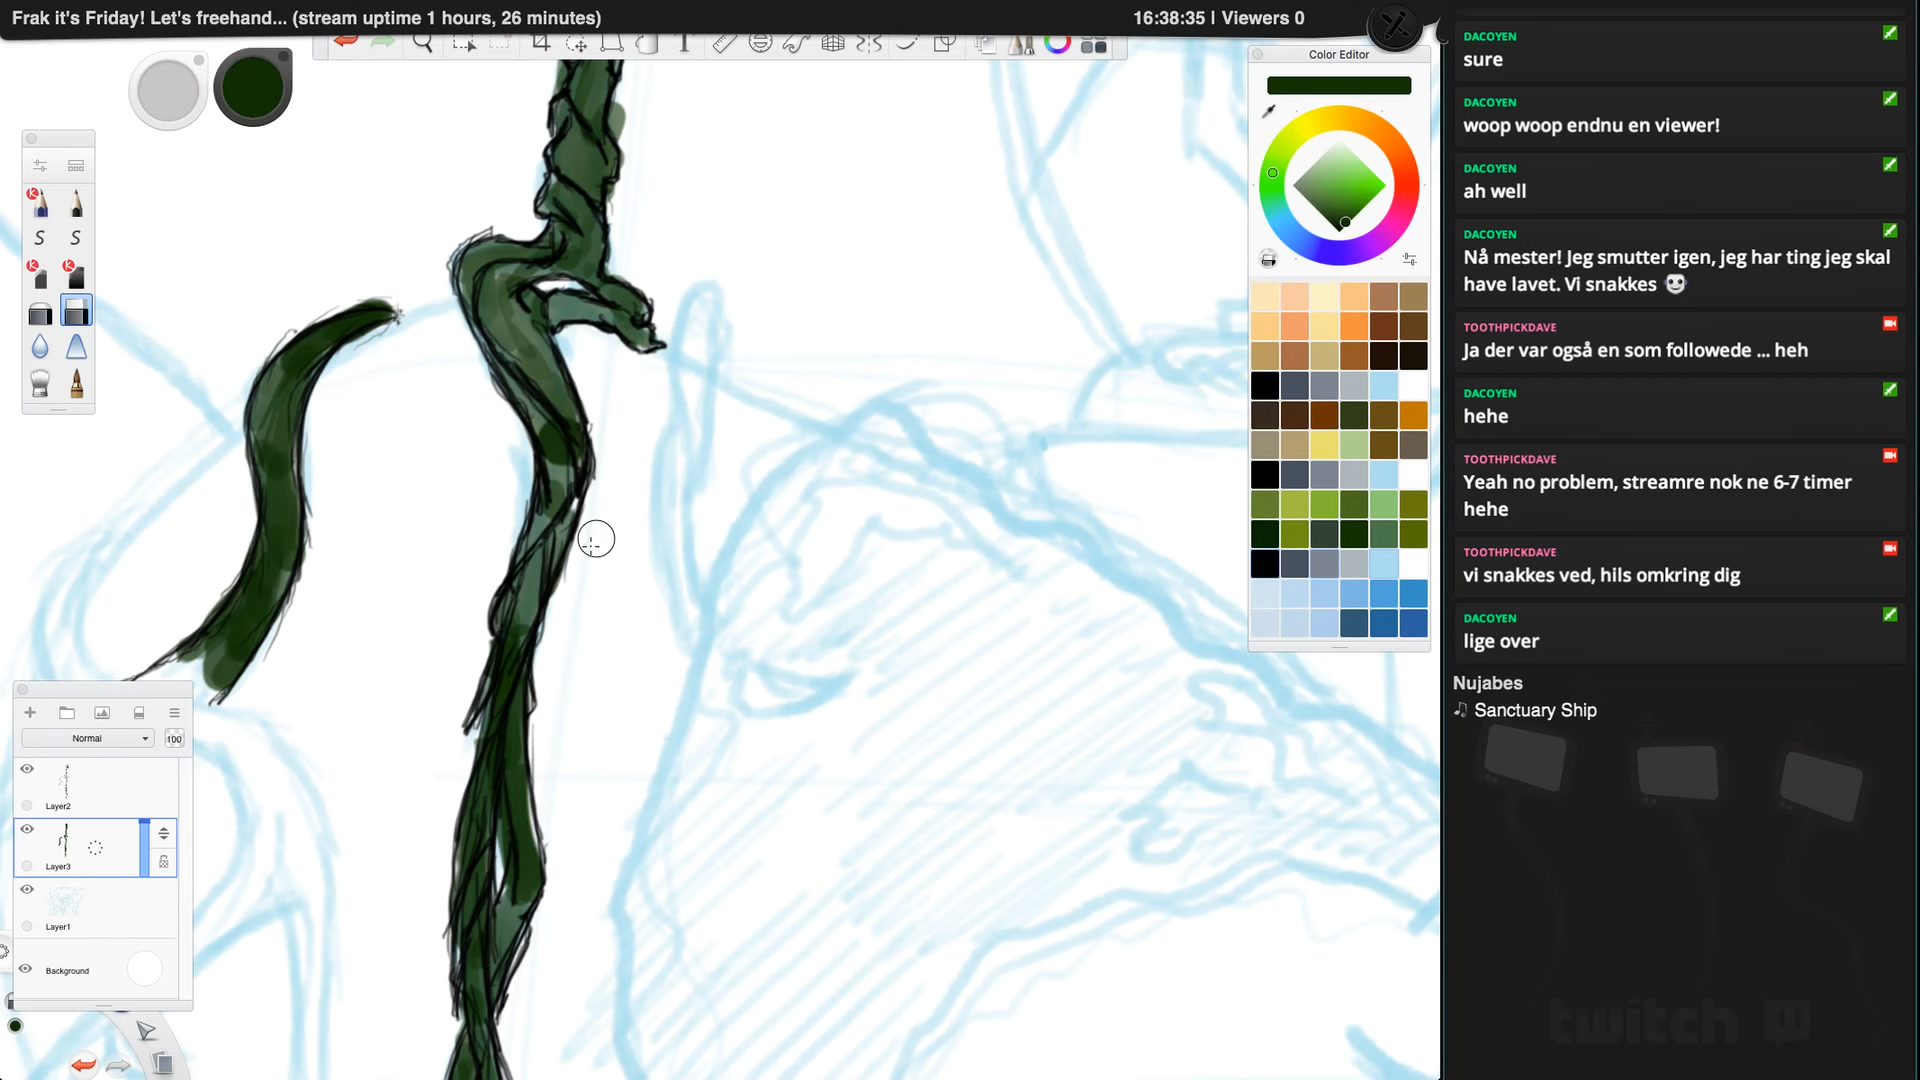 Frak it's Friday! Let's freehand... (stream uptime 1 hours, 26 minutes)
16:38:35 | Viewers 0
Color Editor
K
S S
K K
Normal
100
Layer2
Layer3
Layer1
Background
DACOYEN
sure
DACOYEN
woop woop endnu en viewer!
DACOYEN
ah well
DACOYEN
Nå mester! Jeg smutter igen, jeg har ting jeg skal
have lavet. Vi snakkes
TOOTHPICKDAVE
Ja der var også en som followede ... heh
DACOYEN
hehe
TOOTHPICKDAVE
Yeah no problem, streamre nok ne 6-7 timer
hehe
TOOTHPICKDAVE
vi snakkes ved, hils omkring dig
DACOYEN
lige over
Nujabes
Sanctuary Ship
twitch